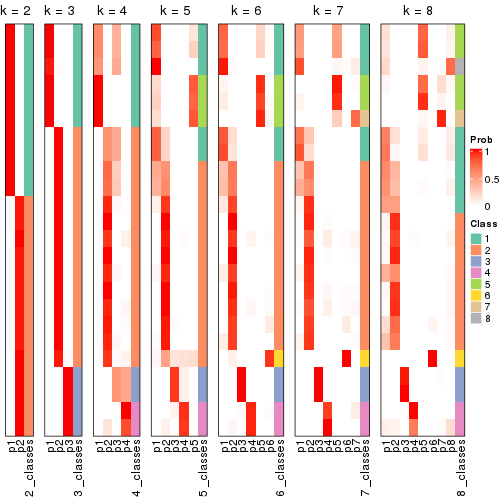 k = 2 k = 3 k = 4 k = 5 k = 6 k = 7 k = 8
p1 p2 2_classes
p1 p2 p3 3_classes
p1 p2 p3 p4 4_classes
p1 p2 p3 p4 p5 5_classes
p1 p2 p3 p4 p5 p6 6_classes
p1 p2 p3 p4 p5 p6 p7 7_classes
p1 p2 p3 p4 p5 p6 p7 p8 8_classes
Prob
1
0.5
0
Class
1
2
3
4
5
6
7
8